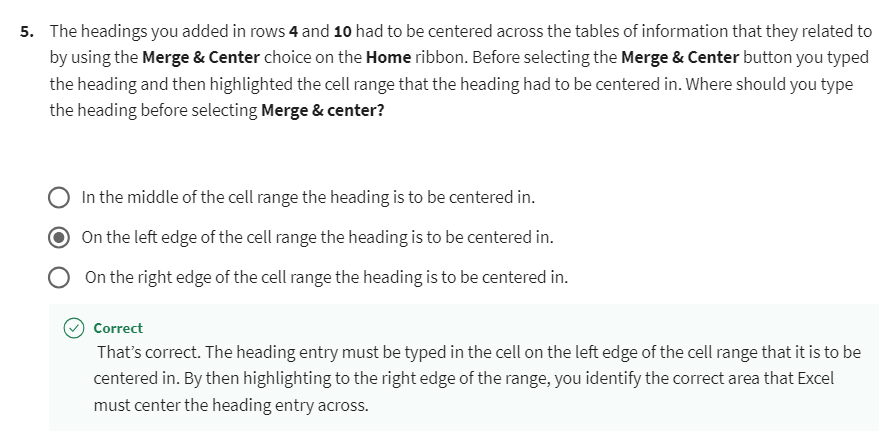 5. The headings you added in rows 4 and 10 had to be centered across the tables of information that they related to
by using the Merge & Center choice on the Home ribbon. Before selecting the Merge & Center button you typed
the heading and then highlighted the cell range that the heading had to be centered in. Where should you type
the heading before selecting Merge & center?
In the middle of the cell range the heading is to be centered in.
On the left edge of the cell range the heading is to be centered in.
On the right edge of the cell range the heading is to be centered in.
Correct
That's correct. The heading entry must be typed in the cell on the left edge of the cell range that it is to be
centered in. By then highlighting to the right edge of the range, you identify the correct area that Excel
must center the heading entry across.